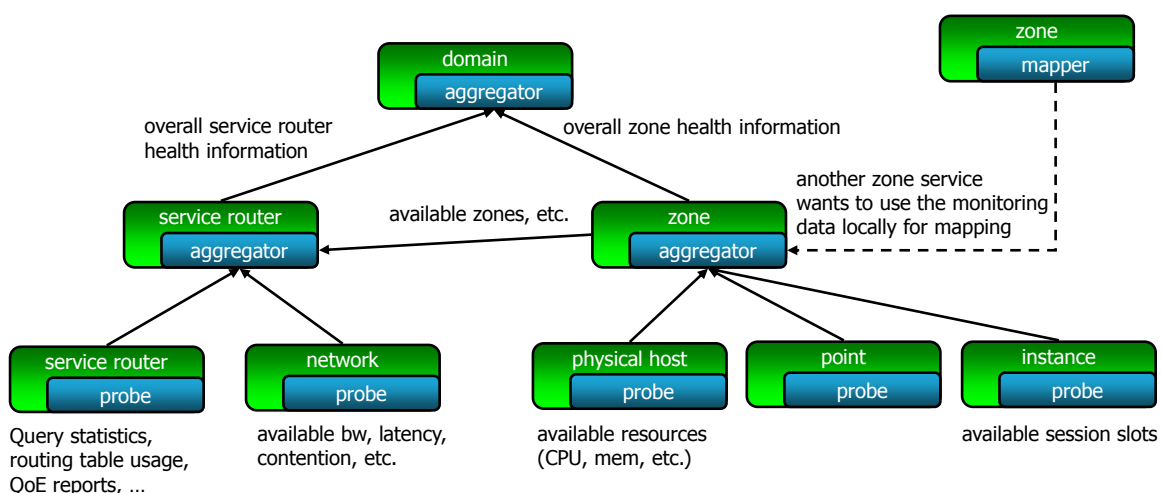 zone
mapper
domain
aggregator
overall service router
health information
overall zone health information
another zone service
wants to use the monitoring
data locally for mapping
service router
aggregator
available zones, etc.
zone
aggregator
service router
probe
network
probe
physical host
probe
point
probe
instance
probe
Query statistics,
routing table usage,
QoE reports, ...
available bw, latency,
contention, etc.
available resources
(CPU, mem, etc.)
available session slots